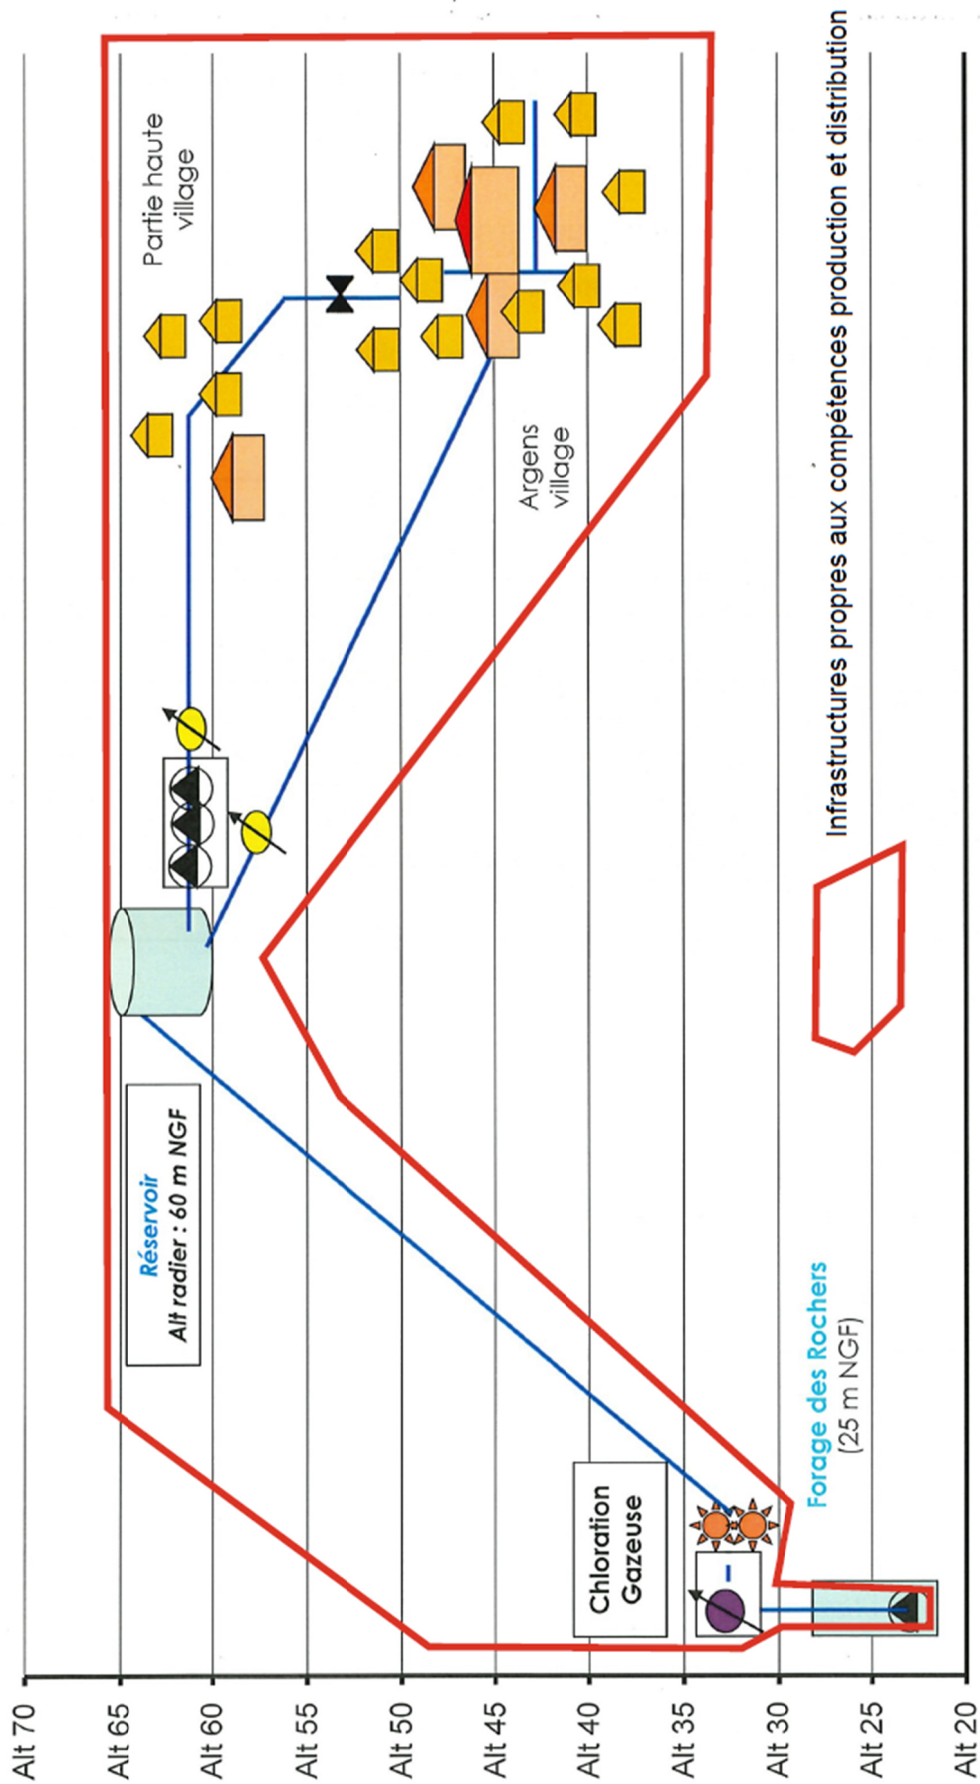 Alt 70
Alt 65
Alt 60
Alt 55
Alt 50
Alt 45
Alt 40
Alt 35
Alt 30
Alt 25
Alt 20
Réservoir
Alt radier : 60 m NGF
Partie haute
village
Argens
village
Chloration
Gazeuse
Forage des Rochers
(25 m NGF)
Infrastructures propres aux compétences production et distribution